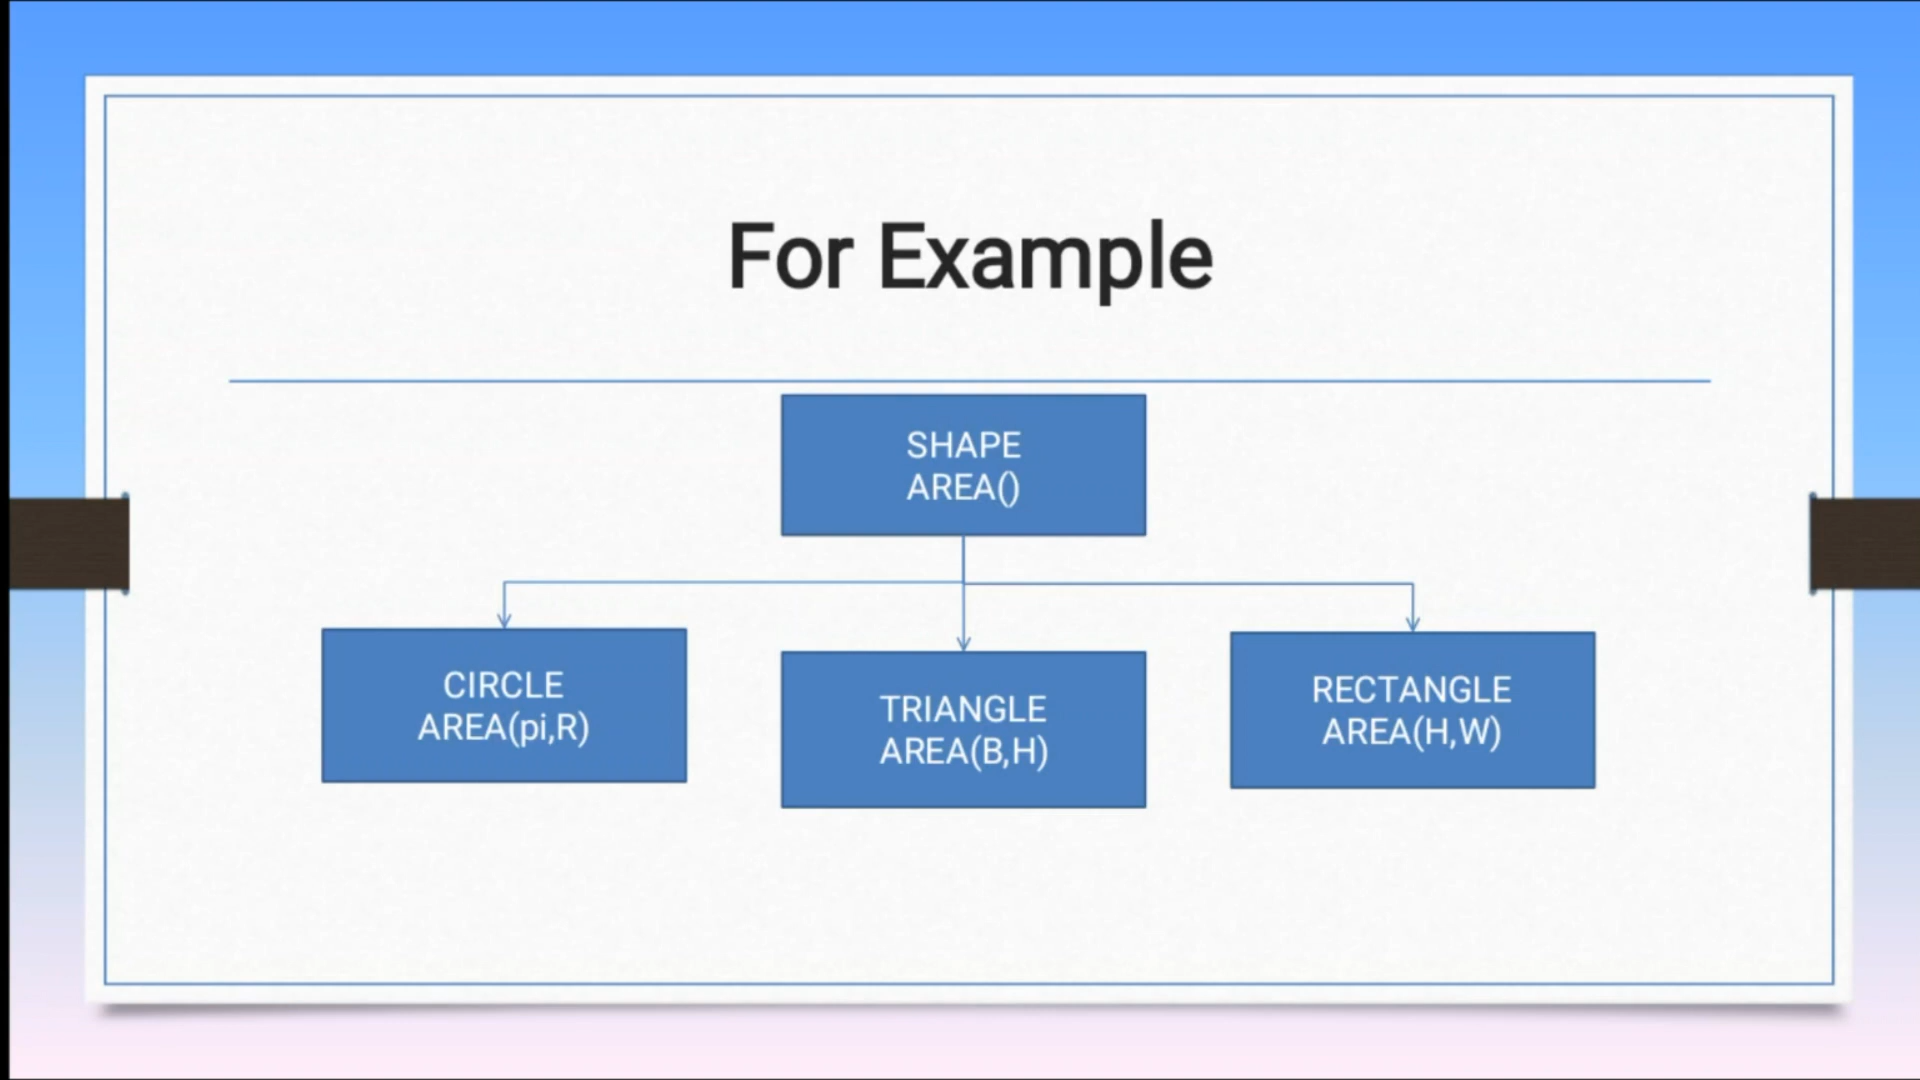 For Example
SHAPE
AREA()
CIRCLE
AREA(pi,R)
TRIANGLE
AREA(B,H)
RECTANGLE
AREA(H,W)